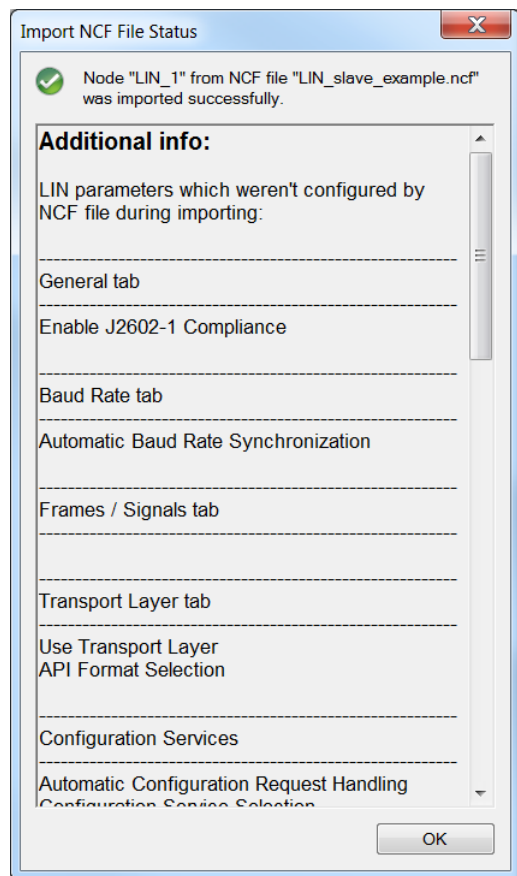 Import NCF File Status
Node "LIN_1" from NCF file "LIN_slave_example.ncf"
was imported successfully.
Additional info:
LIN parameters which weren't configured by
NCF file during importing:
--------------------------------------------------------
General tab
--------------------------------------------------------
Enable J2602-1 Compliance
--------------------------------------------------------
Baud Rate tab
--------------------------------------------------------
Automatic Baud Rate Synchronization
--------------------------------------------------------
Frames / Signals tab
--------------------------------------------------------
--------------------------------------------------------
Transport Layer tab
--------------------------------------------------------
Use Transport Layer
API Format Selection
--------------------------------------------------------
Configuration Services
--------------------------------------------------------
Automatic Configuration Request Handling
Configuration Service Selection
OK